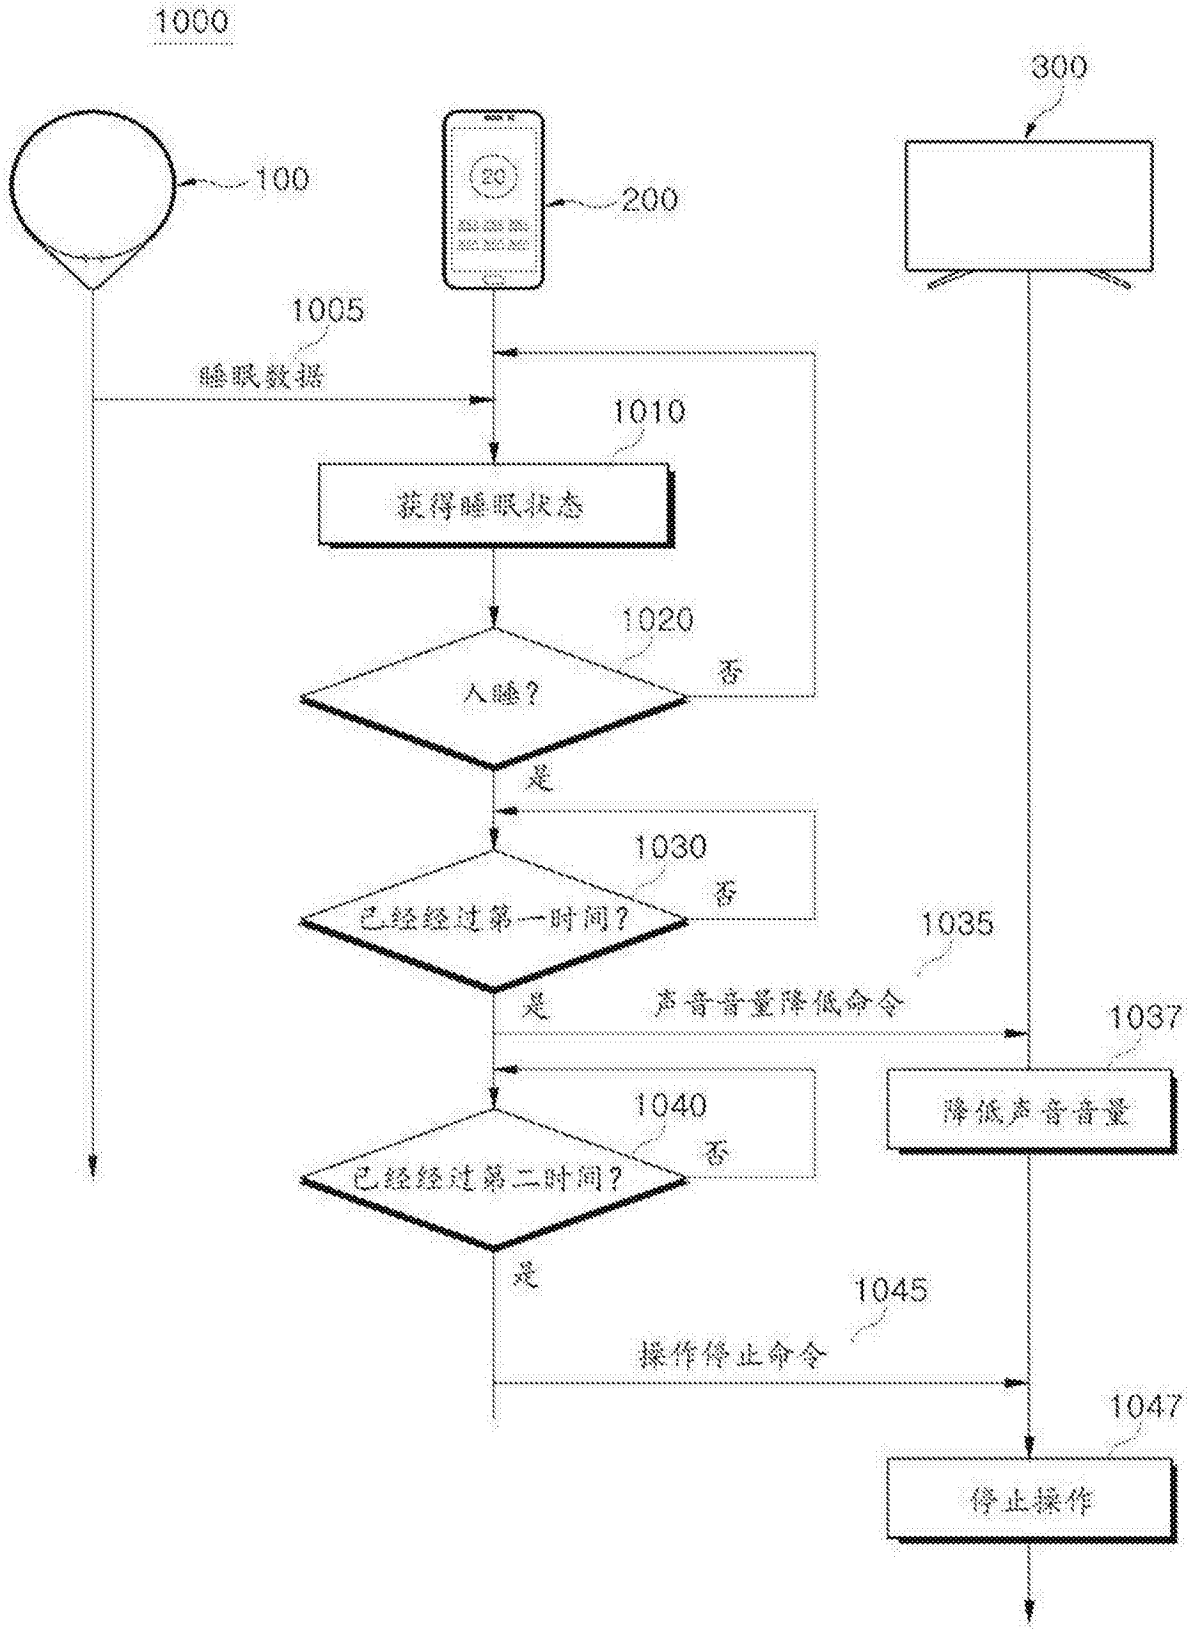 1000
300
100
200
20
1005
睡眠数据
1010
获得睡眠状态
1020
入睡？
否
是
1030
已经经过第一时间？
否
是
1035
声音音量降低命令
1037
降低声音音量
1040
已经经过第二时间？
否
是
1045
操作停止命令
1047
停止操作